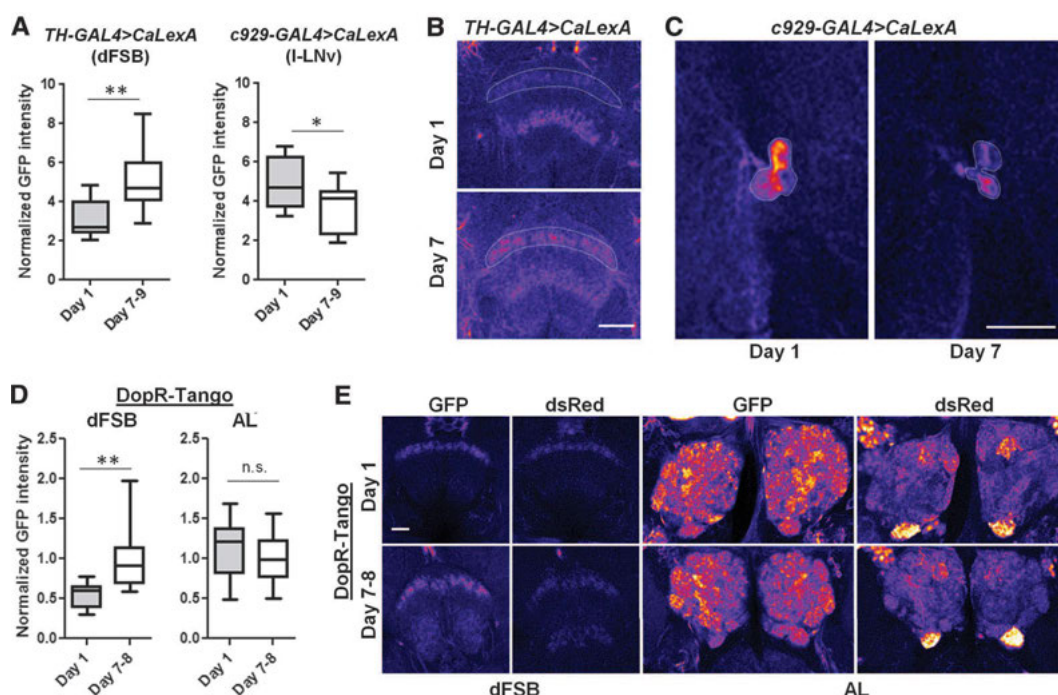 A
TH-GAL4>CaLexA
(dFSB)
c929-GAL4>CaLexA
(l-LNv)
Normalized GFP intensity
10
8
6
4
2
0
**
Day 1
Day 7-9
Normalized GFP intensity
10
8
6
4
2
0
*
Day 1
Day 7-9
B
TH-GAL4>CaLexA
Day 1
Day 7
C
c929-GAL4>CaLexA
Day 1
Day 7
D
DopR-Tango
dFSB
AL
Normalized GFP intensity
2.5
2.0
1.5
1.0
0.5
0.0
**
Day 1
Day 7-8
2.5
2.0
1.5
1.0
0.5
0.0
n.s.
Day 1
Day 7-8
E
GFP
dsRed
GFP
dsRed
DopR-Tango
Day 1
Day 7-8
dFSB
AL